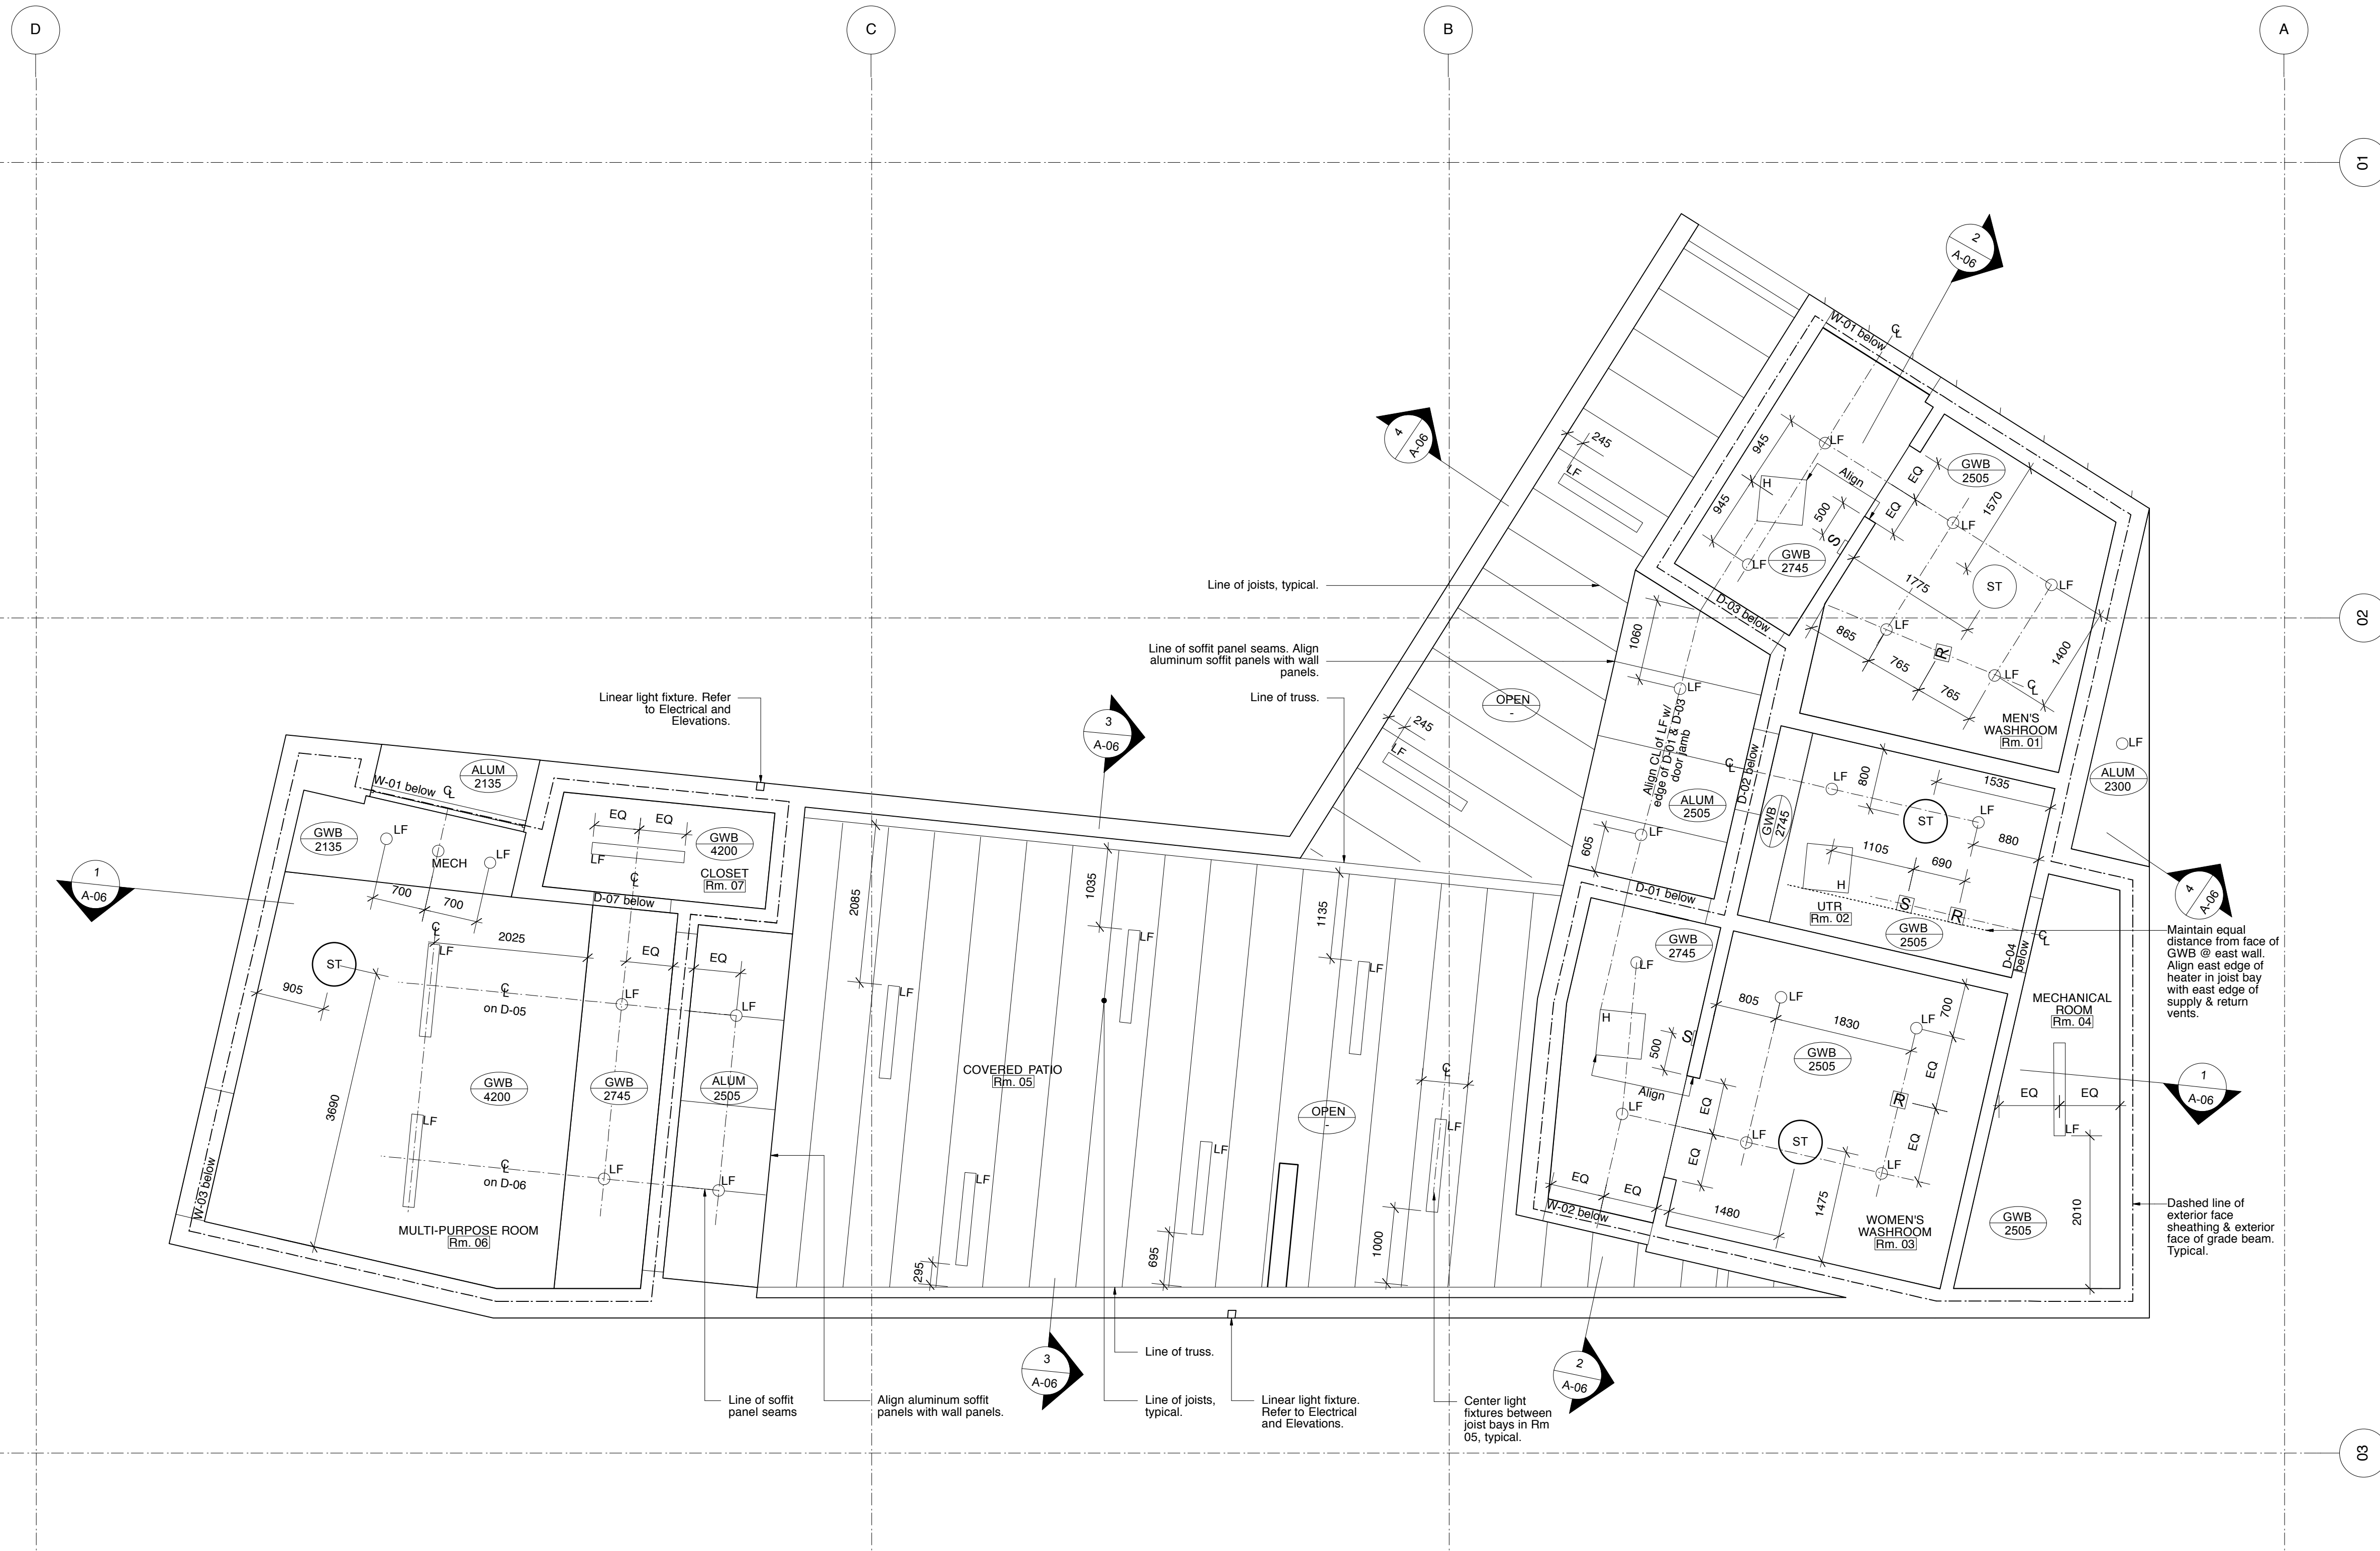 D
C
B
A
01
2
A-06
W-01 below
CL
4
A-06
245
LF
945
LF
Align
H
945
500
S
LF
GWB
2745
EQ
EQ
GWB
2505
1570
LF
1775
ST
LF
Line of joists, typical.
D-03 below
02
1060
865
LF
765
R
LF
CL
1400
765
Line of soffit panel seams. Align
aluminum soffit panels with wall
panels.
Line of truss.
OPEN
-
LF
MEN'S
WASHROOM
Rm. 01
Linear light fixture. Refer
to Electrical and
Elevations.
3
A-06
245
LF
Align CL of LF w/
edge of D-01 & D-03
door jamb
CL
D-02 below
LF
ALUM
2300
ALUM
2135
W-01 below
CL
GWB
2135
LF
MECH
LF
EQ
EQ
LF
GWB
4200
CLOSET
Rm. 07
CL
ALUM
2505
LF
605
GWB
2745
LF
800
1535
ST
LF
880
1105
690
H
UTR
Rm. 02
S
R
GWB
2505
CL
1
A-06
700
700
D-07 below
2085
1035
1135
D-01 below
4
A-06
Maintain equal
distance from face of
GWB @ east wall.
Align east edge of
heater in joist bay
with east edge of
supply & return
vents.
D-04
below
CL
LF
2025
EQ
EQ
ST
905
CL
on D-05
LF
LF
LF
LF
LF
GWB
2745
LF
H
500
S
Align
805
LF
1830
LF
700
GWB
2505
EQ
MECHANICAL
ROOM
Rm. 04
COVERED PATIO
Rm. 05
CL
1
A-06
GWB
4200
GWB
2745
ALUM
2505
3690
LF
OPEN
-
LF
LF
EQ
R
EQ
EQ
LF
EQ
EQ
LF
ST
LF
CL
on D-06
LF
LF
LF
LF
EQ
EQ
EQ
W-02 below
1480
1475
W-03 below
MULTI-PURPOSE ROOM
Rm. 06
WOMEN'S
WASHROOM
Rm. 03
GWB
2505
2010
Dashed line of
exterior face
sheathing & exterior
face of grade beam.
Typical.
295
695
1000
3
A-06
Line of truss.
2
A-06
Line of soffit
panel seams
Align aluminum soffit
panels with wall panels.
Line of joists,
typical.
Linear light fixture.
Refer to Electrical
and Elevations.
Center light
fixtures between
joist bays in Rm
05, typical.
03